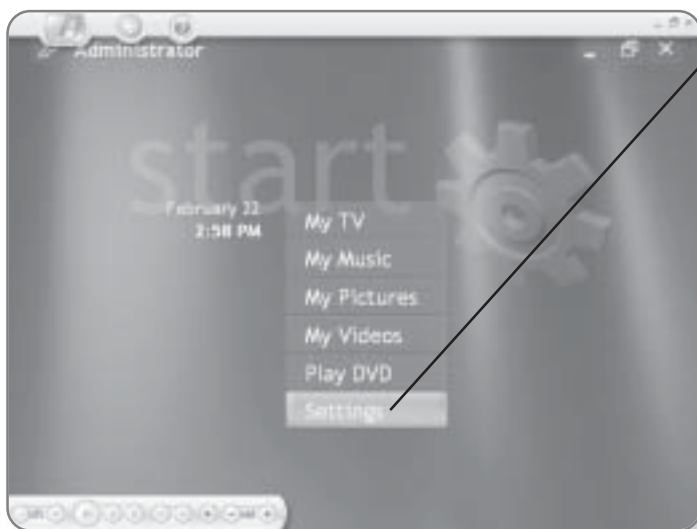 Administrator
start
February 22
2:58 PM
My TV
My Music
My Pictures
My Videos
Play DVD
Settings